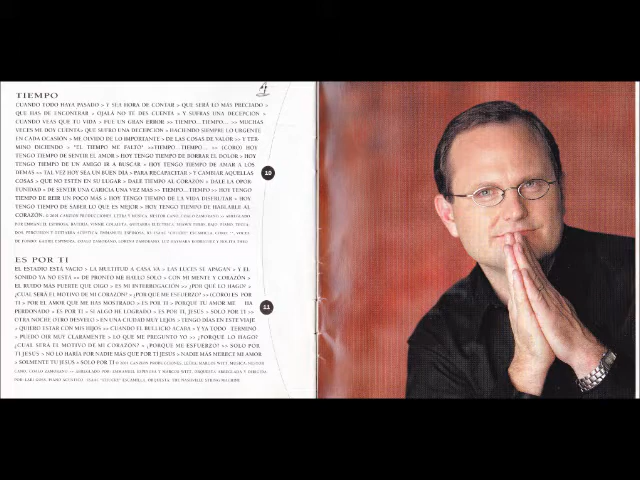 TIEMPO
CUANDO TODO HAYA PASADO > Y SEA HORA DE CONTAR > QUE SERÁ LO MÁS PRECIADO >
QUE HAS DE ENCONTRAR > OJALÁ NO TE DES CUENTA > Y SUFRAS UNA DECEPCIÓN >
CUANDO VEAS QUE TU VIDA > FUE UN GRAN ERROR >> TIEMPO...TIEMPO... >> MUCHAS
VECES ME DOY CUENTA> QUE SUFRO UNA DECEPCIÓN > HACIENDO SIEMPRE LO URGENTE
EN CADA OCASIÓN > ME OLVIDO DE LO IMPORTANTE > DE LAS COSAS DE VALOR >> Y TER-
MINO DICIENDO > "EL TIEMPO ME FALTÓ" >>TIEMPO...TIEMPO... >> (CORO) HOY
TENGO TIEMPO DE SENTIR EL AMOR > HOY TENGO TIEMPO DE BORRAR EL DOLOR > HOY
TENGO TIEMPO DE UN AMIGO IR A BUSCAR > HOY TENGO TIEMPO DE AMAR A LOS
DEMÁS >> TAL VEZ HOY SEA UN BUEN DÍA > PARA RECAPACITAR > Y CAMBIAR AQUELLAS
COSAS > QUE NO ESTÉN EN SU LUGAR > DALE TIEMPO AL CORAZÓN > DALE LA OPOR-
TUNIDAD > DE SENTIR UNA CARICIA UNA VEZ MÁS >> TIEMPO...TIEMPO >> HOY TENGO
TIEMPO DE REÍR UN POCO MÁS > HOY TENGO TIEMPO DE LA VIDA DISFRUTAR > HOY
TENGO TIEMPO DE SABER LO QUE ES MEJOR > HOY TENGO TIEMPO DE HABLARLE AL
CORAZÓN.
10
ES POR TI
EL ESTADIO ESTÁ VACÍO > LA MULTITUD A CASA VA > LAS LUCES SE APAGAN > Y EL
SONIDO YA NO ESTÁ >> DE PRONTO ME HALLO SOLO > CON MI MENTE Y CORAZÓN >
EL RUIDO MÁS FUERTE QUE OIGO > ES MI INTERROGACIÓN >> ¿POR QUÉ LO HAGO? >
¿CUÁL SERÁ EL MOTIVO DE MI CORAZÓN? > ¿POR QUÉ ME ESFUERZO? >> (CORO) ES POR
TI > POR EL AMOR QUE ME HAS MOSTRADO > ES POR TI > PORQUE TU AMOR ME HA
PERDONADO > ES POR TI > SI ALGO HE LOGRADO > ES POR TI, JESÚS > SOLO POR TI >>
OTRA NOCHE OTRO DESVELO > EN UNA CIUDAD MUY LEJOS > TENGO DÍAS EN ESTE VIAJE
> QUIERO ESTAR CON MIS HIJOS >> CUANDO EL BULLICIO ACABA > Y YA TODO TERMINÓ
> PUEDO OÍR MUY CLARAMENTE > LO QUE ME PREGUNTO YO >> ¿PORQUÉ LO HAGO?
¿CUÁL SERÁ EL MOTIVO DE MI CORAZÓN? > ¿PORQUÉ MI ESFUERZO? >> SOLO POR
TI JESÚS > NO LO HARÍA POR NADIE MÁS QUE POR TI JESÚS > NADIE MÁS MERECE MI AMOR
> SOLMENTE TU JESÚS > SOLO POR TI
11